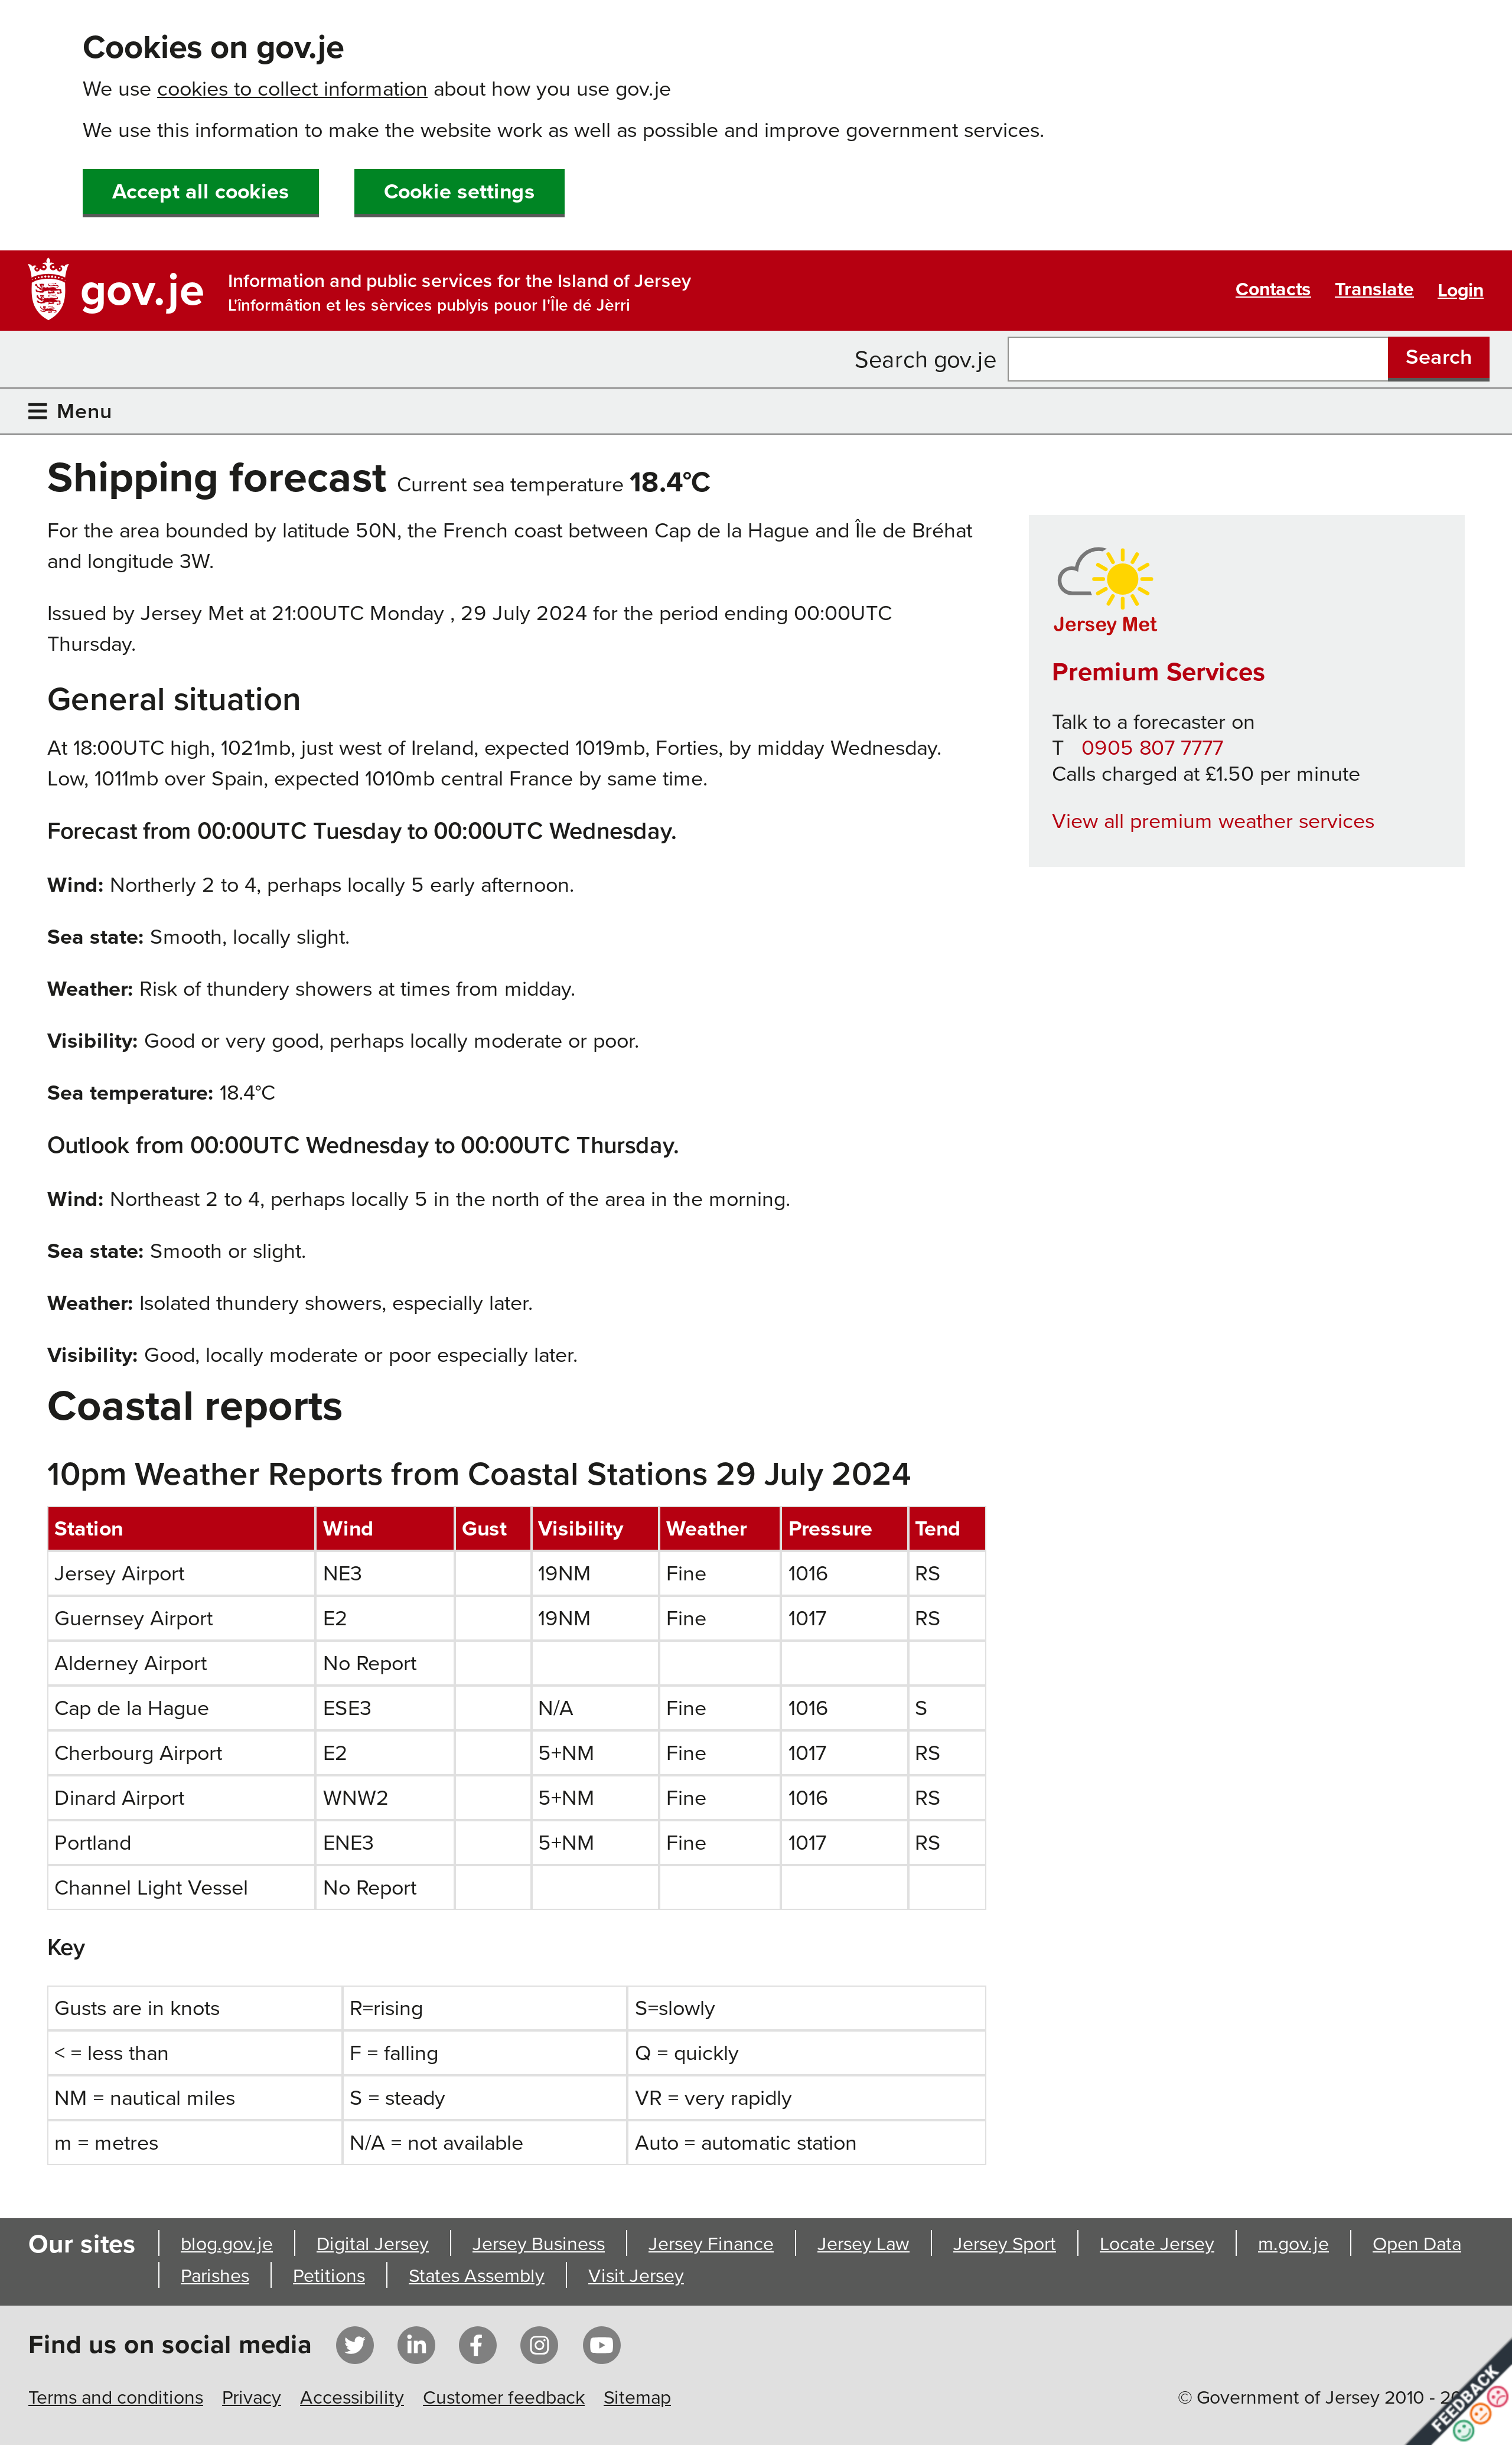 Cookies on gov.je
We use cookies to collect information about how you use gov.je
We use this information to make the website work as well as possible and improve government services.
Accept all cookies Cookie settings
gov.je
Information and public services for the Island of Jersey
L'înformâtion et les sèrvices publyis pouor I'Île dé Jèrri
Contacts Translate Login
Search gov.je Search
Menu
Shipping forecast Current sea temperature 18.4°C
For the area bounded by latitude 50N, the French coast between Cap de la Hague and Île de Bréhat
and longitude 3W.
Issued by Jersey Met at 21:00UTC Monday , 29 July 2024 for the period ending 00:00UTC
Thursday.
General situation
At 18:00UTC high, 1021mb, just west of Ireland, expected 1019mb, Forties, by midday Wednesday.
Low, 1011mb over Spain, expected 1010mb central France by same time.
Forecast from 00:00UTC Tuesday to 00:00UTC Wednesday.
Wind: Northerly 2 to 4, perhaps locally 5 early afternoon.
Sea state: Smooth, locally slight.
Weather: Risk of thundery showers at times from midday.
Visibility: Good or very good, perhaps locally moderate or poor.
Sea temperature: 18.4°C
Outlook from 00:00UTC Wednesday to 00:00UTC Thursday.
Wind: Northeast 2 to 4, perhaps locally 5 in the north of the area in the morning.
Sea state: Smooth or slight.
Weather: Isolated thundery showers, especially later.
Visibility: Good, locally moderate or poor especially later.
Jersey Met
Premium Services
Talk to a forecaster on
T 0905 807 7777
Calls charged at £1.50 per minute
View all premium weather services
Coastal reports
10pm Weather Reports from Coastal Stations 29 July 2024
Station Wind Gust Visibility Weather Pressure Tend
Jersey Airport NE3 19NM Fine 1016 RS
Guernsey Airport E2 19NM Fine 1017 RS
Alderney Airport No Report
Cap de la Hague ESE3 N/A Fine 1016 S
Cherbourg Airport E2 5+NM Fine 1017 RS
Dinard Airport WNW2 5+NM Fine 1016 RS
Portland ENE3 5+NM Fine 1017 RS
Channel Light Vessel No Report
Key
Gusts are in knots R=rising S=slowly
< = less than F = falling Q = quickly
NM = nautical miles S = steady VR = very rapidly
m = metres N/A = not available Auto = automatic station
Our sites blog.gov.je Digital Jersey Jersey Business Jersey Finance Jersey Law Jersey Sport Locate Jersey m.gov.je Open Data
Parishes Petitions States Assembly Visit Jersey
Find us on social media
Terms and conditions Privacy Accessibility Customer feedback Sitemap
© Government of Jersey 2010 -
FEEDBACK